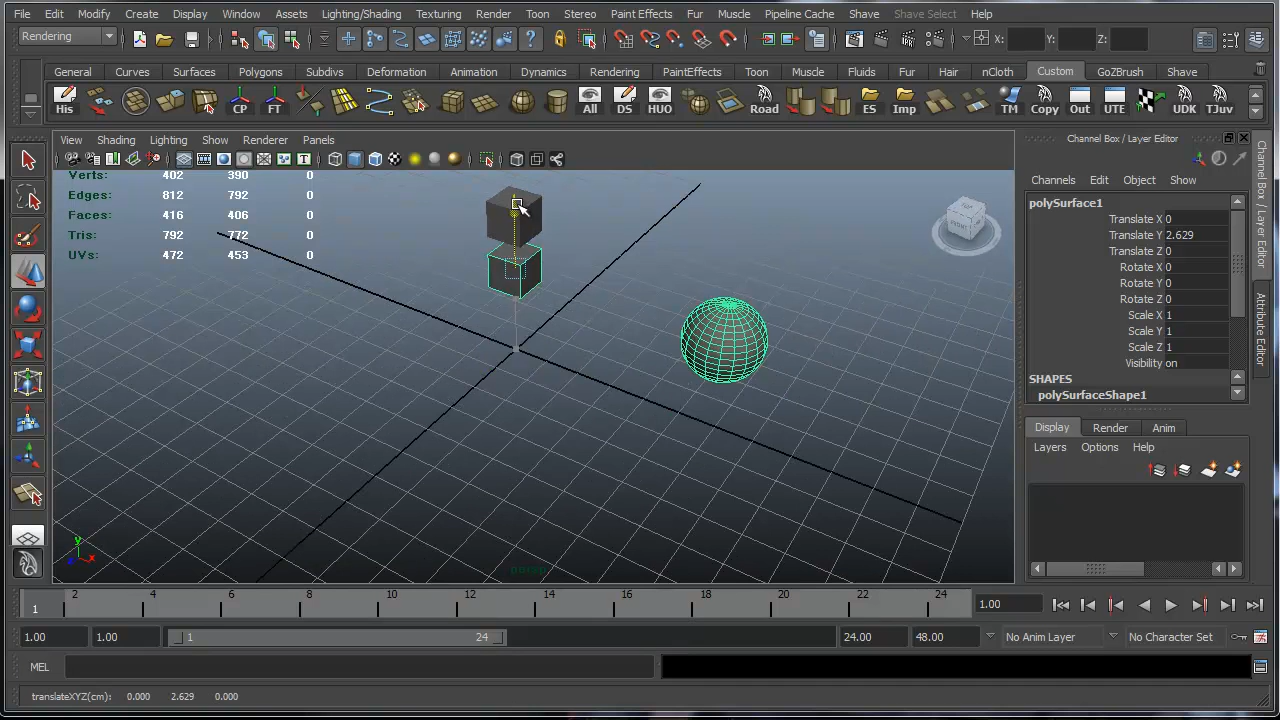 File Edit Modify Create Display Window Assets Lighting/Shading Texturing Render Toon Stereo Paint Effects Fur Muscle Pipeline Cache Shave Shave Select Help
Rendering X: Y: Z:
General Curves Surfaces Polygons Subdivs Deformation Animation Dynamics Rendering PaintEffects Toon Muscle Fluids Fur Hair nCloth Custom GoZBrush Shave
His CP FT All DS HUO Road ES Imp TM Copy Out UTE UDK TJuv
View Shading Lighting Show Renderer Panels
Channel Box / Layer Editor
Verts: 402 390 0
Edges: 812 792 0
Faces: 416 406 0
Tris: 792 772 0
UVs: 472 453 0
Channels Edit Object Show
polySurface1
Translate X 0
Translate Y 2.629
Translate Z 0
Rotate X 0
Rotate Y 0
Rotate Z 0
Scale X 1
Scale Y 1
Scale Z 1
Visibility on
SHAPES
polySurfaceShape1
Display Render Anim
Layers Options Help
Channel Box / Layer Editor
Attribute Editor
y
x
z
persp
1 2 4 6 8 10 12 14 16 18 20 22 24
1.00
1.00 1.00 1 24 24.00 48.00 No Anim Layer No Character Set
MEL
translateXYZ(cm): 0.000 2.629 0.000